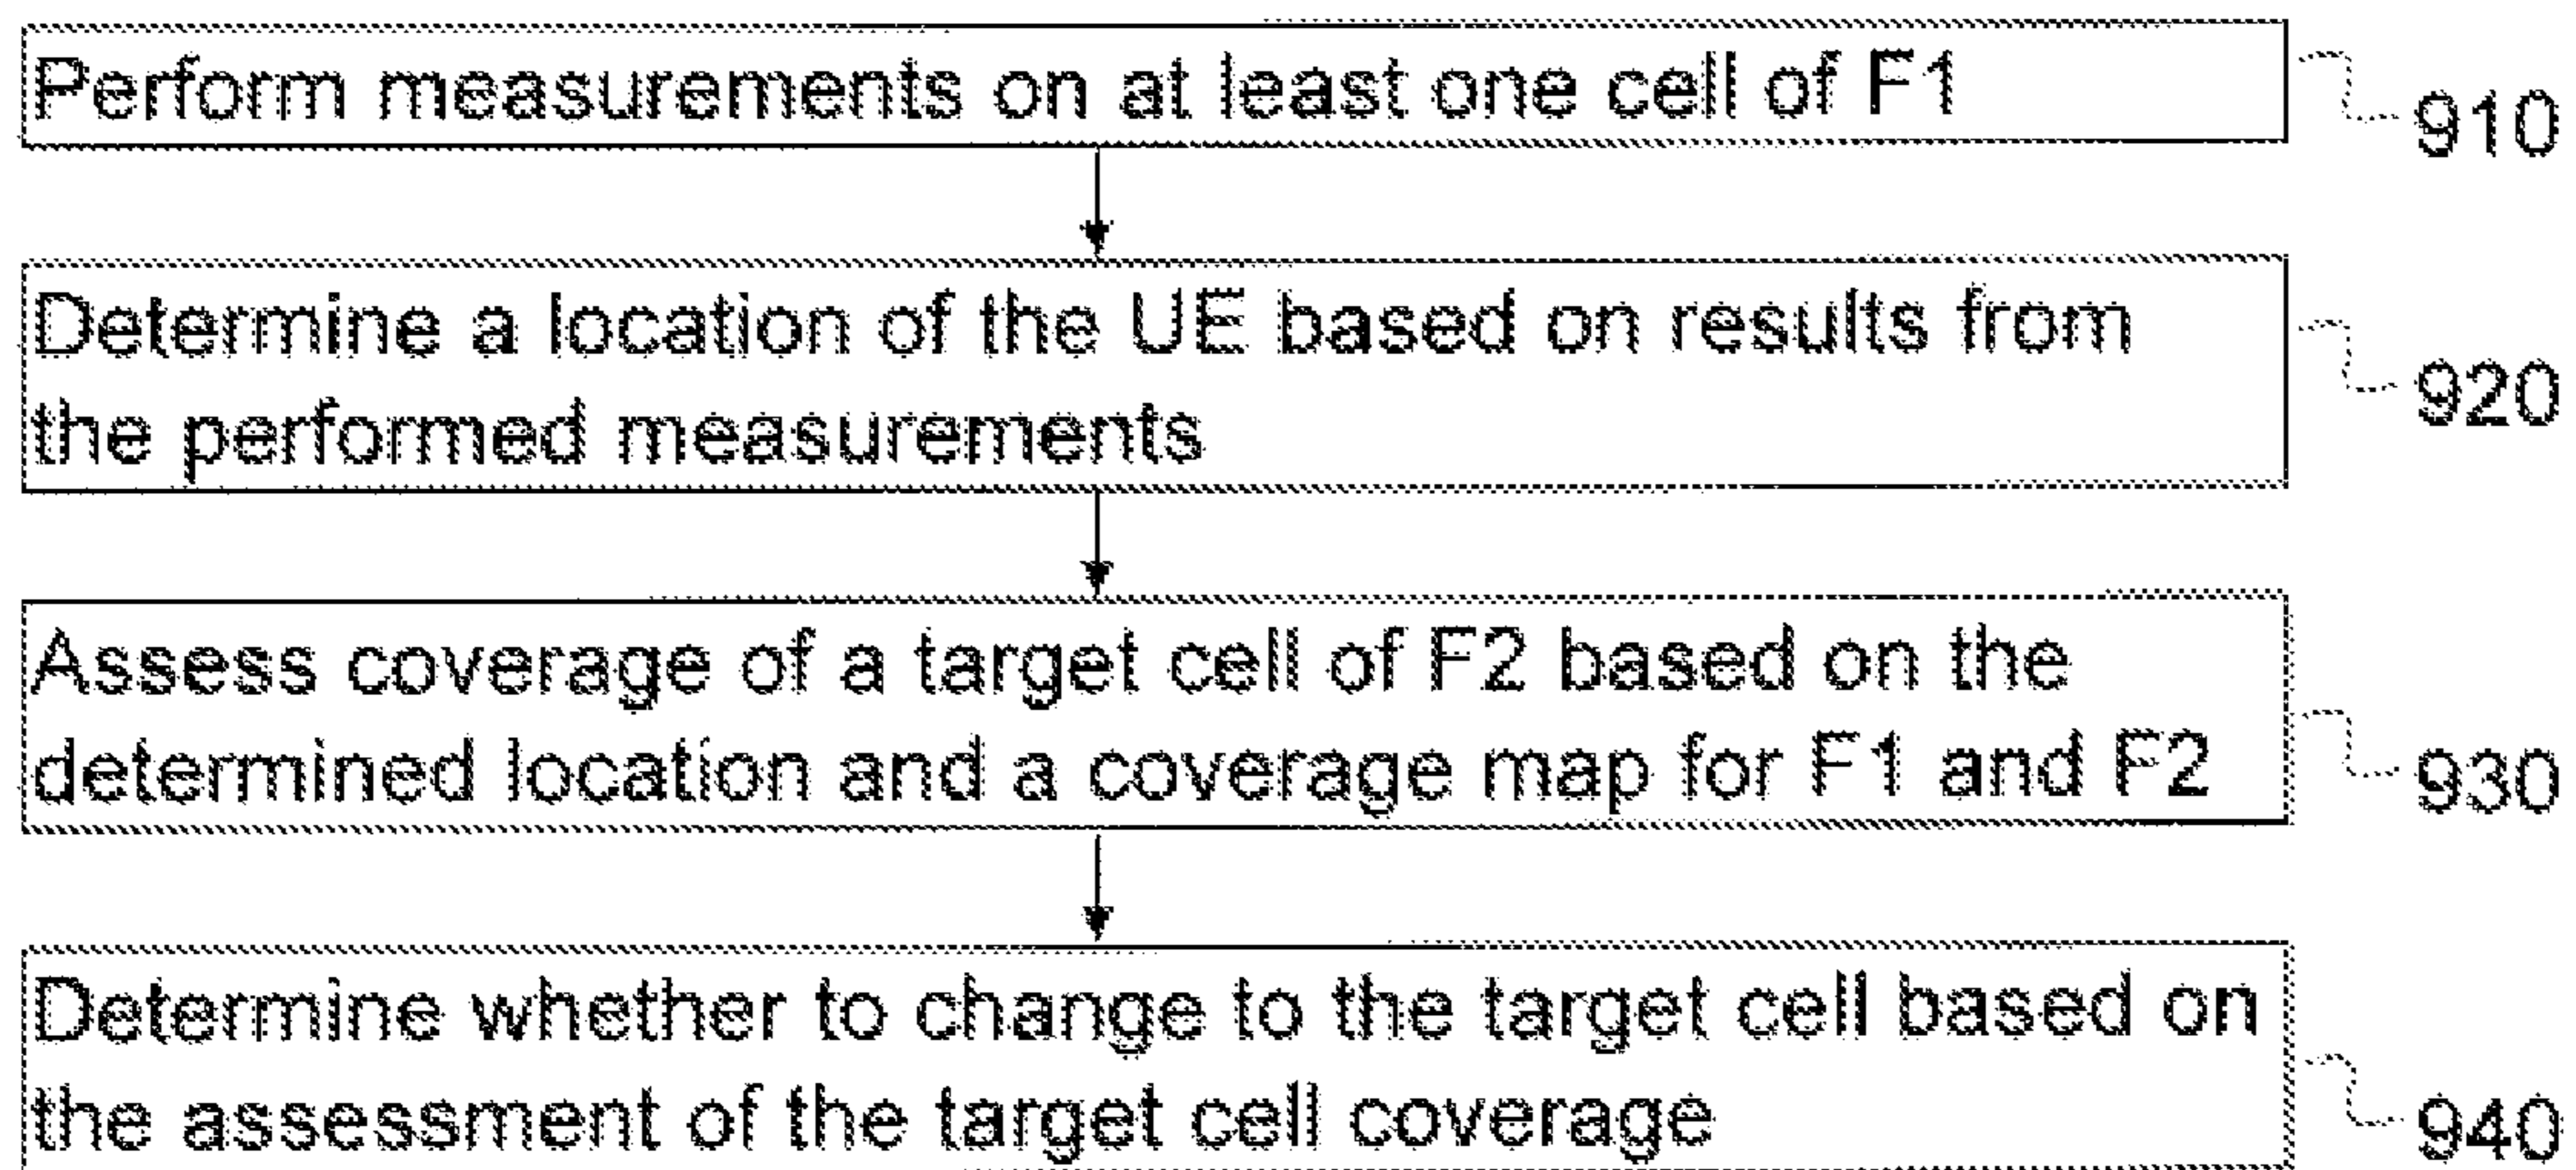 Perform measurements on at least one cell of F1
910
Determine a location of the UE based on results from
the performed measurements
920
Assess coverage of a target cell of F2 based on the
determined location and a coverage map for F1 and F2
930
Determine whether to change to the target cell based on
the assessment of the target cell coverage
940